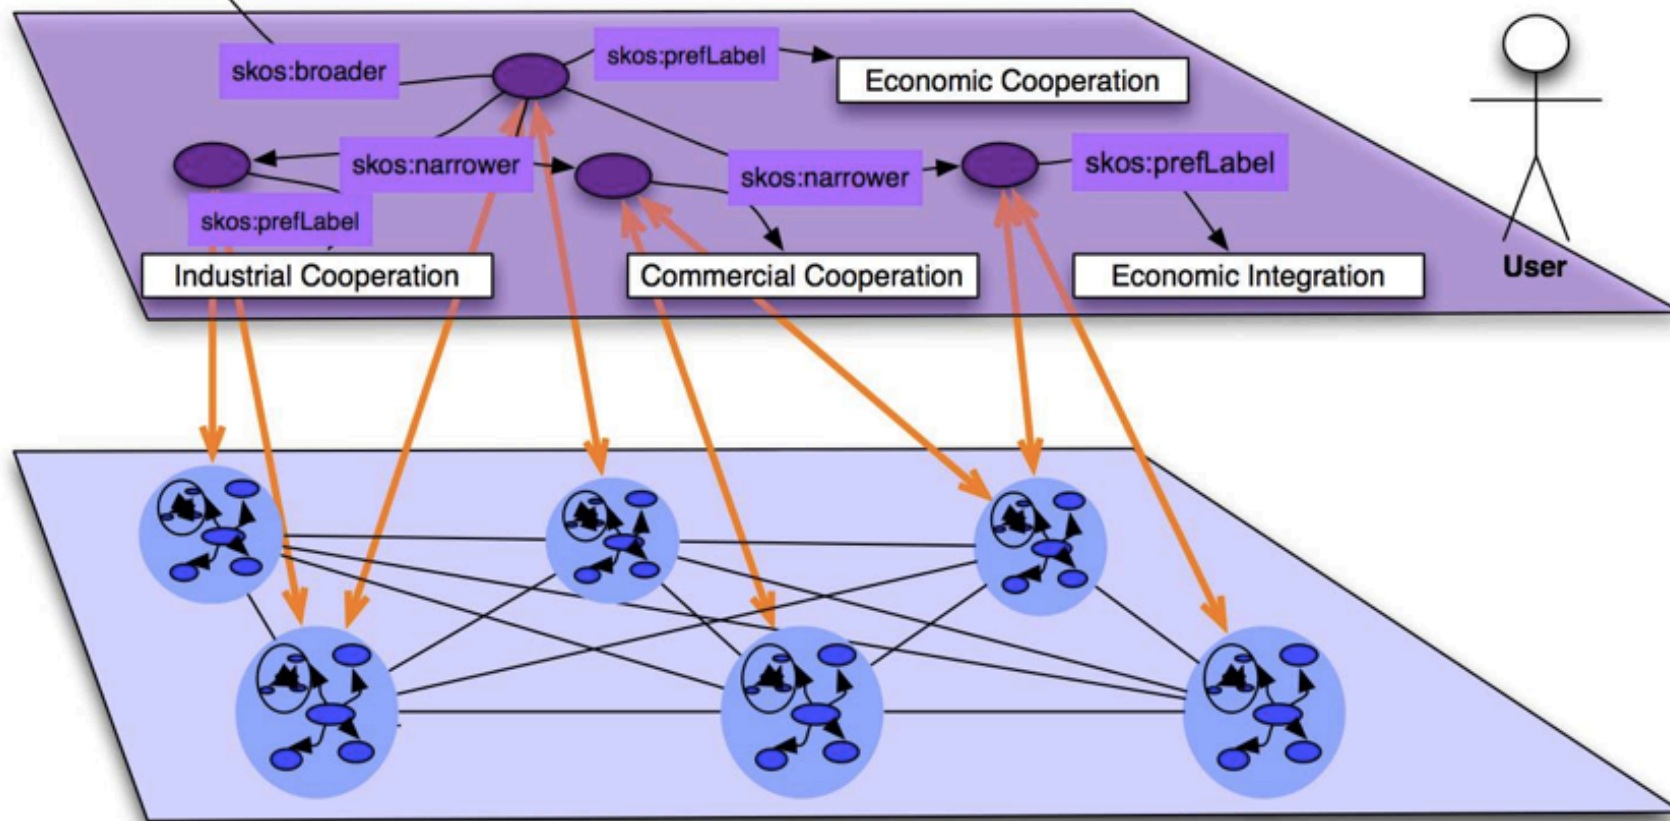 skos:prefLabel
skos:broader
Economic Cooperation
skos:narrower
skos:prefLabel
skos:narrower
skos:prefLabel
User
Industrial Cooperation
Commercial Cooperation
Economic Integration